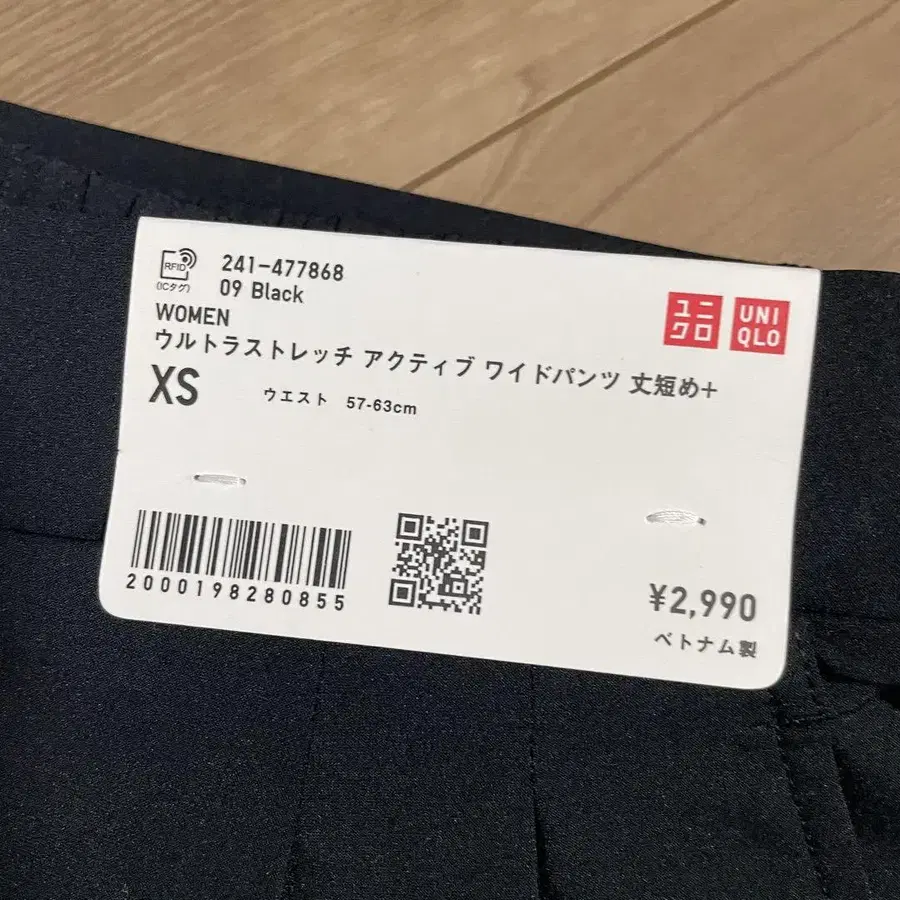 RFID
(ICタグ)
241-477868
09 Black
ユニ
クロ
UNI
QLO
WOMEN
ウルトラストレッチ アクティブ ワイドパンツ 丈短め+
XS
ウエスト 57-63cm
2000198280855
¥2,990
ベトナム製